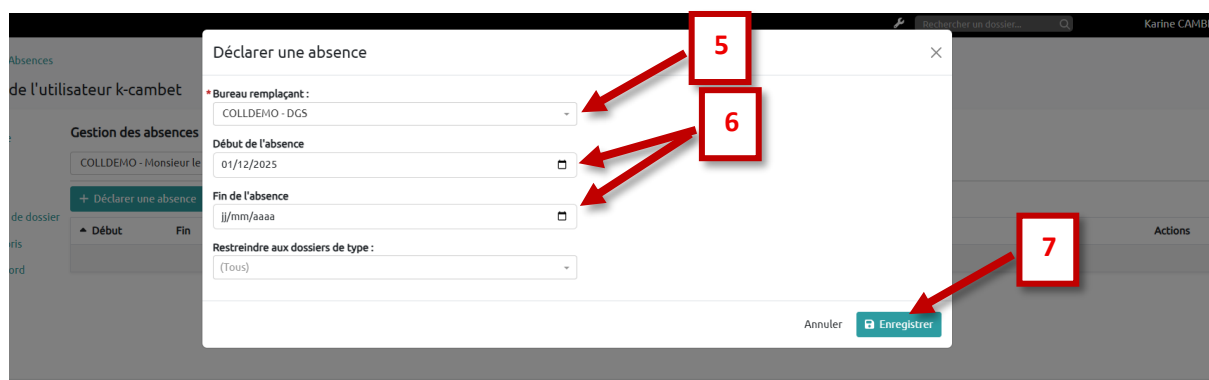 Rechercher un dossier...
Karine CAMB
Absences
de l'utilisateur k-cambet
Gestion des absences
COLLDEMO - Monsieur le
+ Déclarer une absence
de dossier
Début Fin Actions
ris
ord
Déclarer une absence
* Bureau remplaçant :
COLLDEMO - DGS
Début de l'absence
01/12/2025
Fin de l'absence
jj/mm/aaaa
Restreindre aux dossiers de type :
(Tous)
Annuler Enregistrer
5
6
7